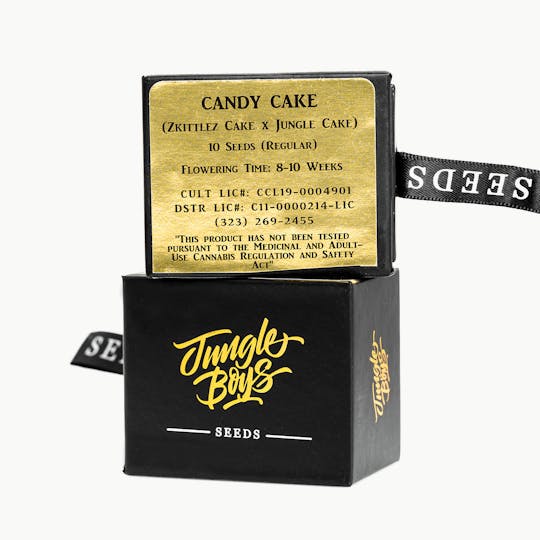 CANDY CAKE
(ZKITTLEZ CAKE X JUNGLE CAKE)
10 SEEDS (REGULAR)
FLOWERING TIME: 8-10 WEEKS
CULT LIC#: CCL19-0004901
DSTR LIC#: C11-0000214-LIC
(323) 269-2455
"THIS PRODUCT HAS NOT BEEN TESTED
PURSUANT TO THE MEDICINAL AND ADULT-
USE CANNABIS REGULATION AND SAFETY
ACT"
SEEDS
SE
Jungle
Boys
SEEDS
Jungle
Boys